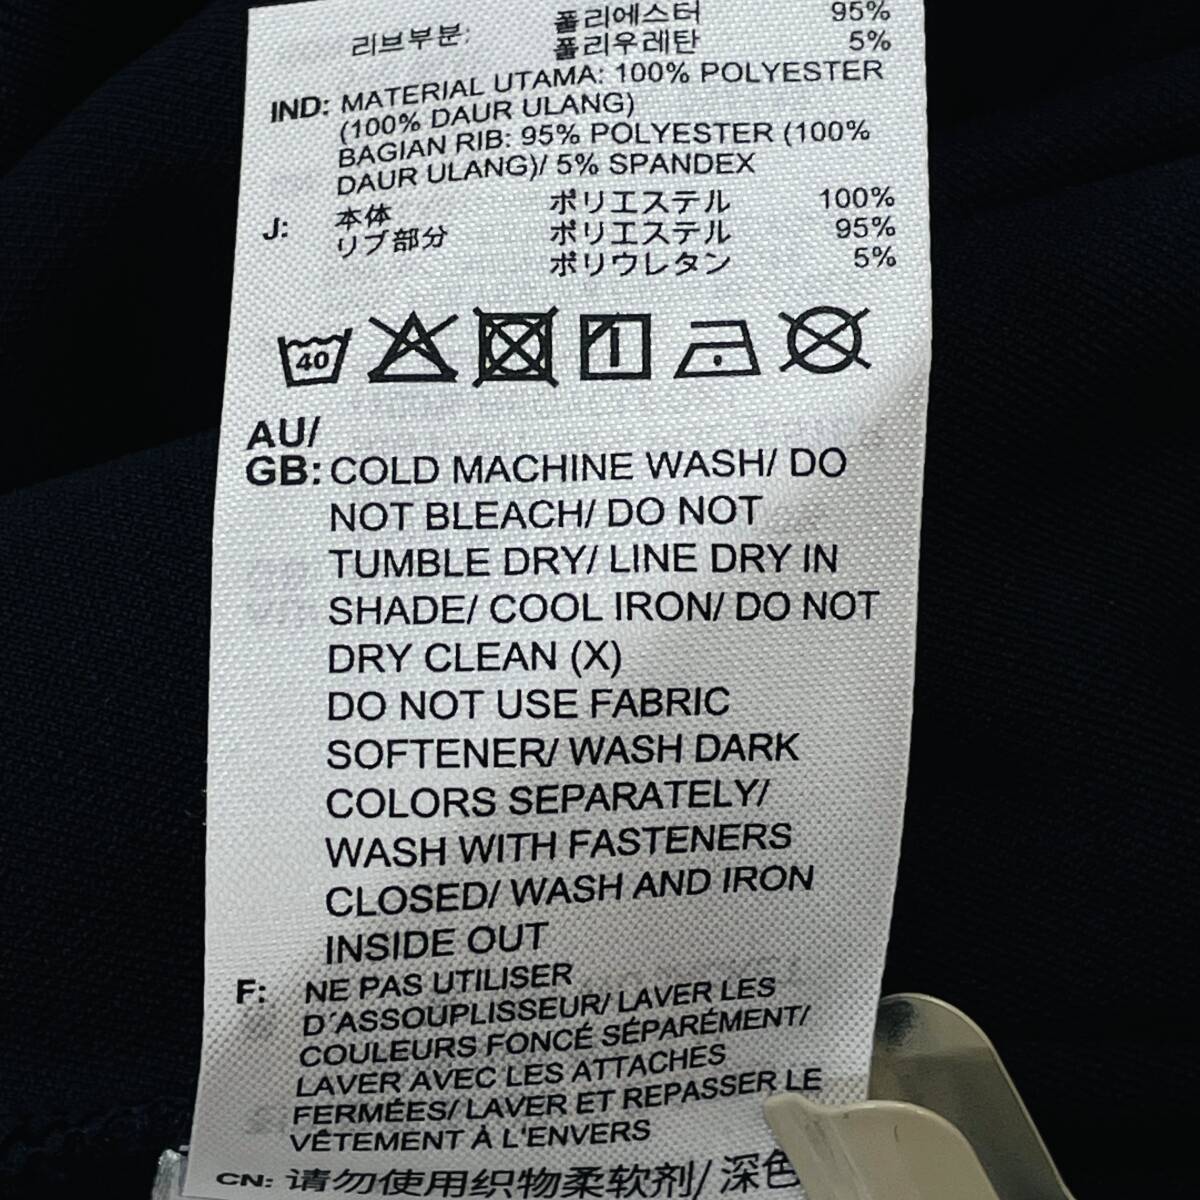 리브부분: 폴리에스터 95%
폴리우레탄 5%
IND: MATERIAL UTAMA: 100% POLYESTER
(100% DAUR ULANG)
BAGIAN RIB: 95% POLYESTER (100%
DAUR ULANG)/ 5% SPANDEX
J: 本体 ポリエステル 100%
リブ部分 ポリエステル 95%
ポリウレタン 5%
40
AU/
GB: COLD MACHINE WASH/ DO
NOT BLEACH/ DO NOT
TUMBLE DRY/ LINE DRY IN
SHADE/ COOL IRON/ DO NOT
DRY CLEAN (X)
DO NOT USE FABRIC
SOFTENER/ WASH DARK
COLORS SEPARATELY/
WASH WITH FASTENERS
CLOSED/ WASH AND IRON
INSIDE OUT
F: NE PAS UTILISER
D´ASSOUPLISSEUR/ LAVER LES
COULEURS FONCÉ SÉPARÉMENT/
LAVER AVEC LES ATTACHES
FERMÉES/ LAVER ET REPASSER LE
VÊTEMENT À L'ENVERS
CN: 请勿使用织物柔软剂/ 深色